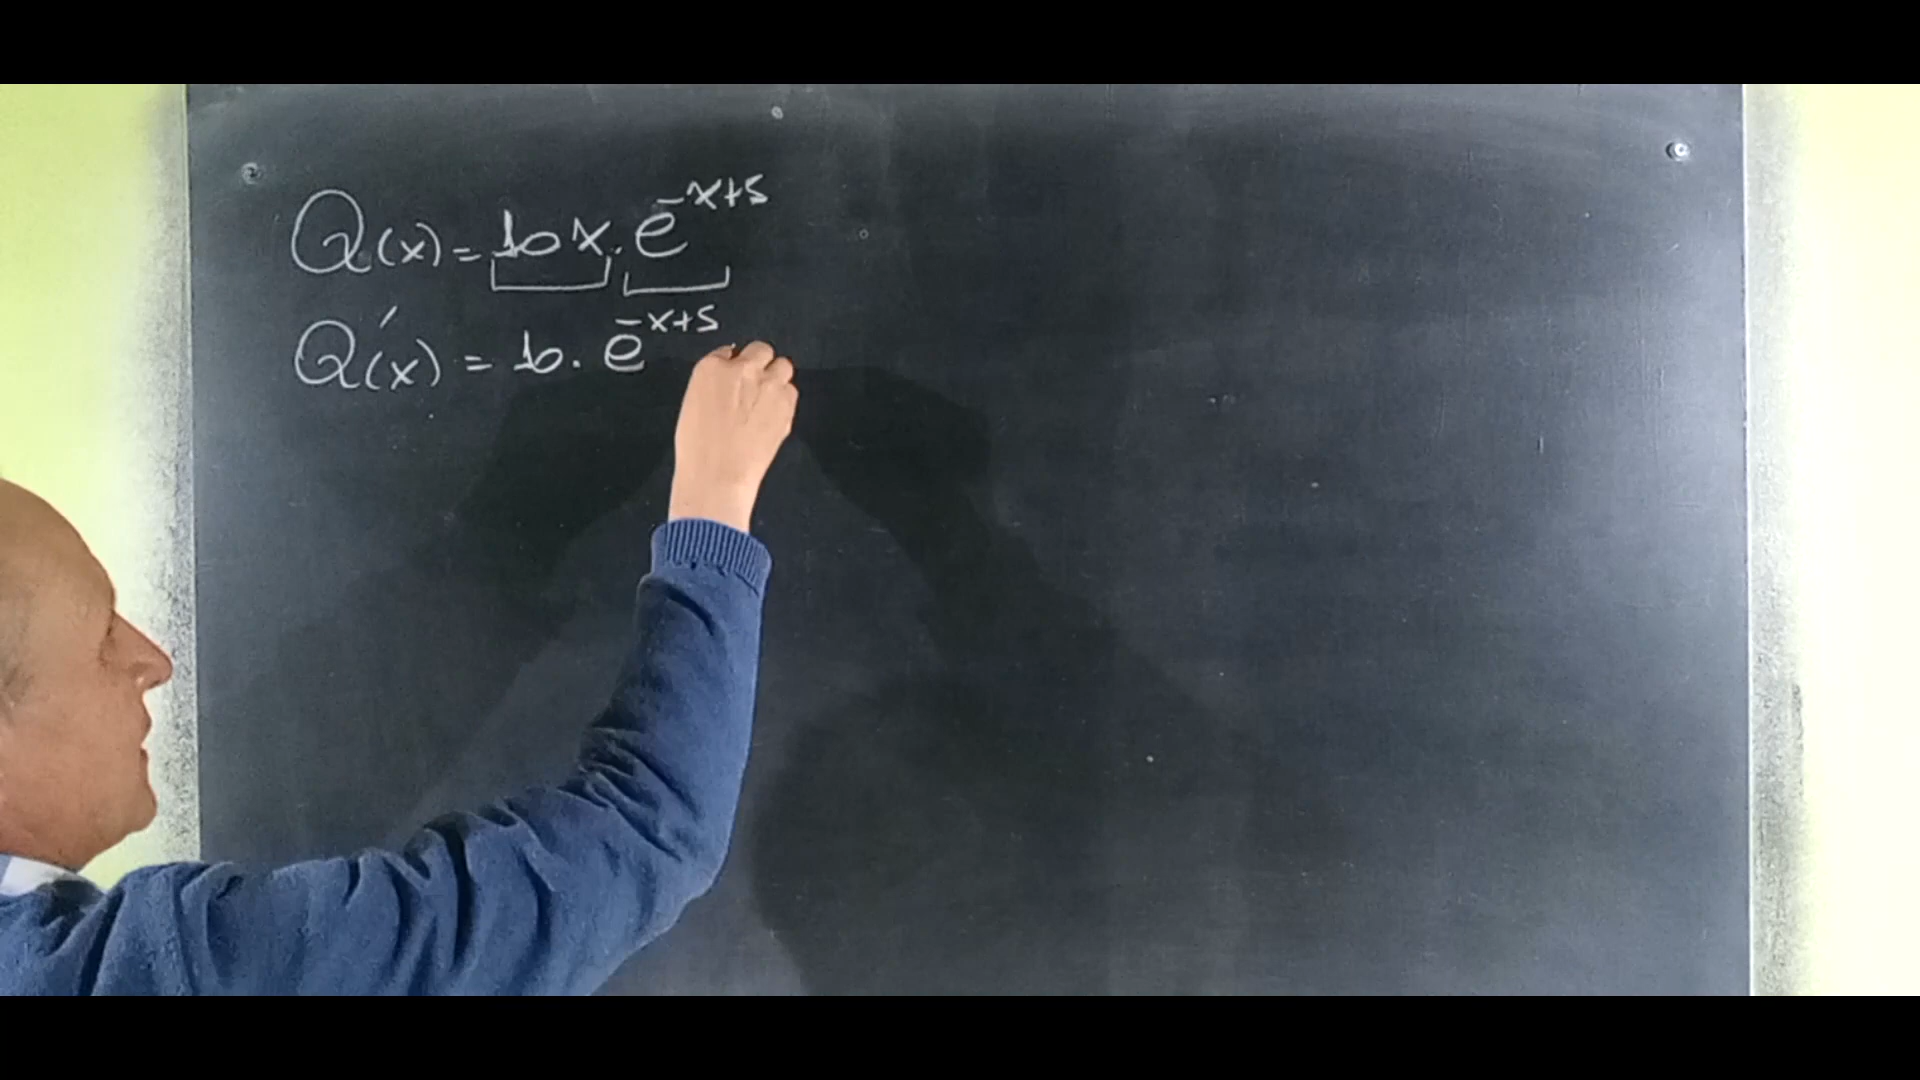 Q(x) = 10x · e^{-x+5}
Q'(x) = 10 · e^{-x+5}